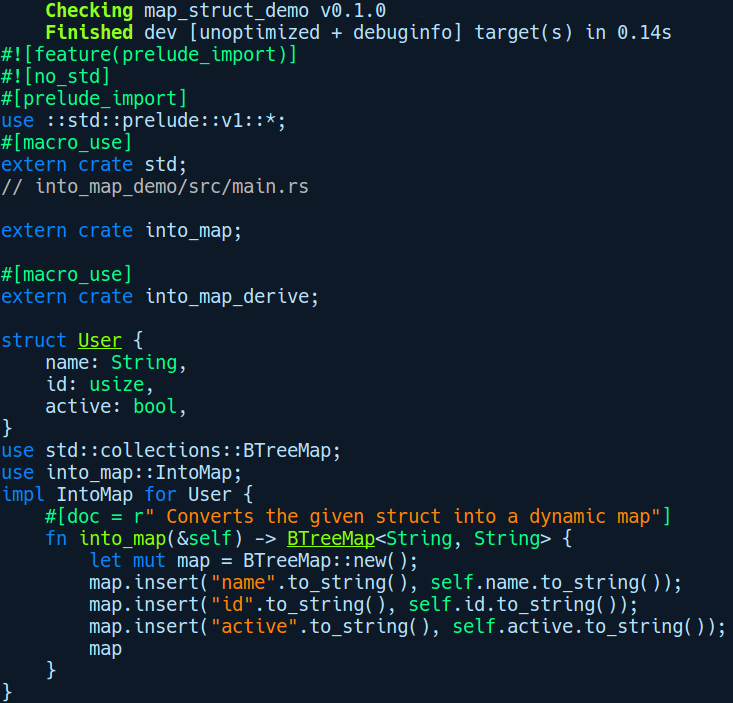 Checking map_struct_demo v0.1.0
    Finished dev [unoptimized + debuginfo] target(s) in 0.14s
#![feature(prelude_import)]
#![no_std]
#[prelude_import]
use ::std::prelude::v1::*;
#[macro_use]
extern crate std;
// into_map_demo/src/main.rs

extern crate into_map;

#[macro_use]
extern crate into_map_derive;

struct User {
    name: String,
    id: usize,
    active: bool,
}
use std::collections::BTreeMap;
use into_map::IntoMap;
impl IntoMap for User {
    #[doc = r" Converts the given struct into a dynamic map"]
    fn into_map(&self) -> BTreeMap<String, String> {
        let mut map = BTreeMap::new();
        map.insert("name".to_string(), self.name.to_string());
        map.insert("id".to_string(), self.id.to_string());
        map.insert("active".to_string(), self.active.to_string());
        map
    }
}